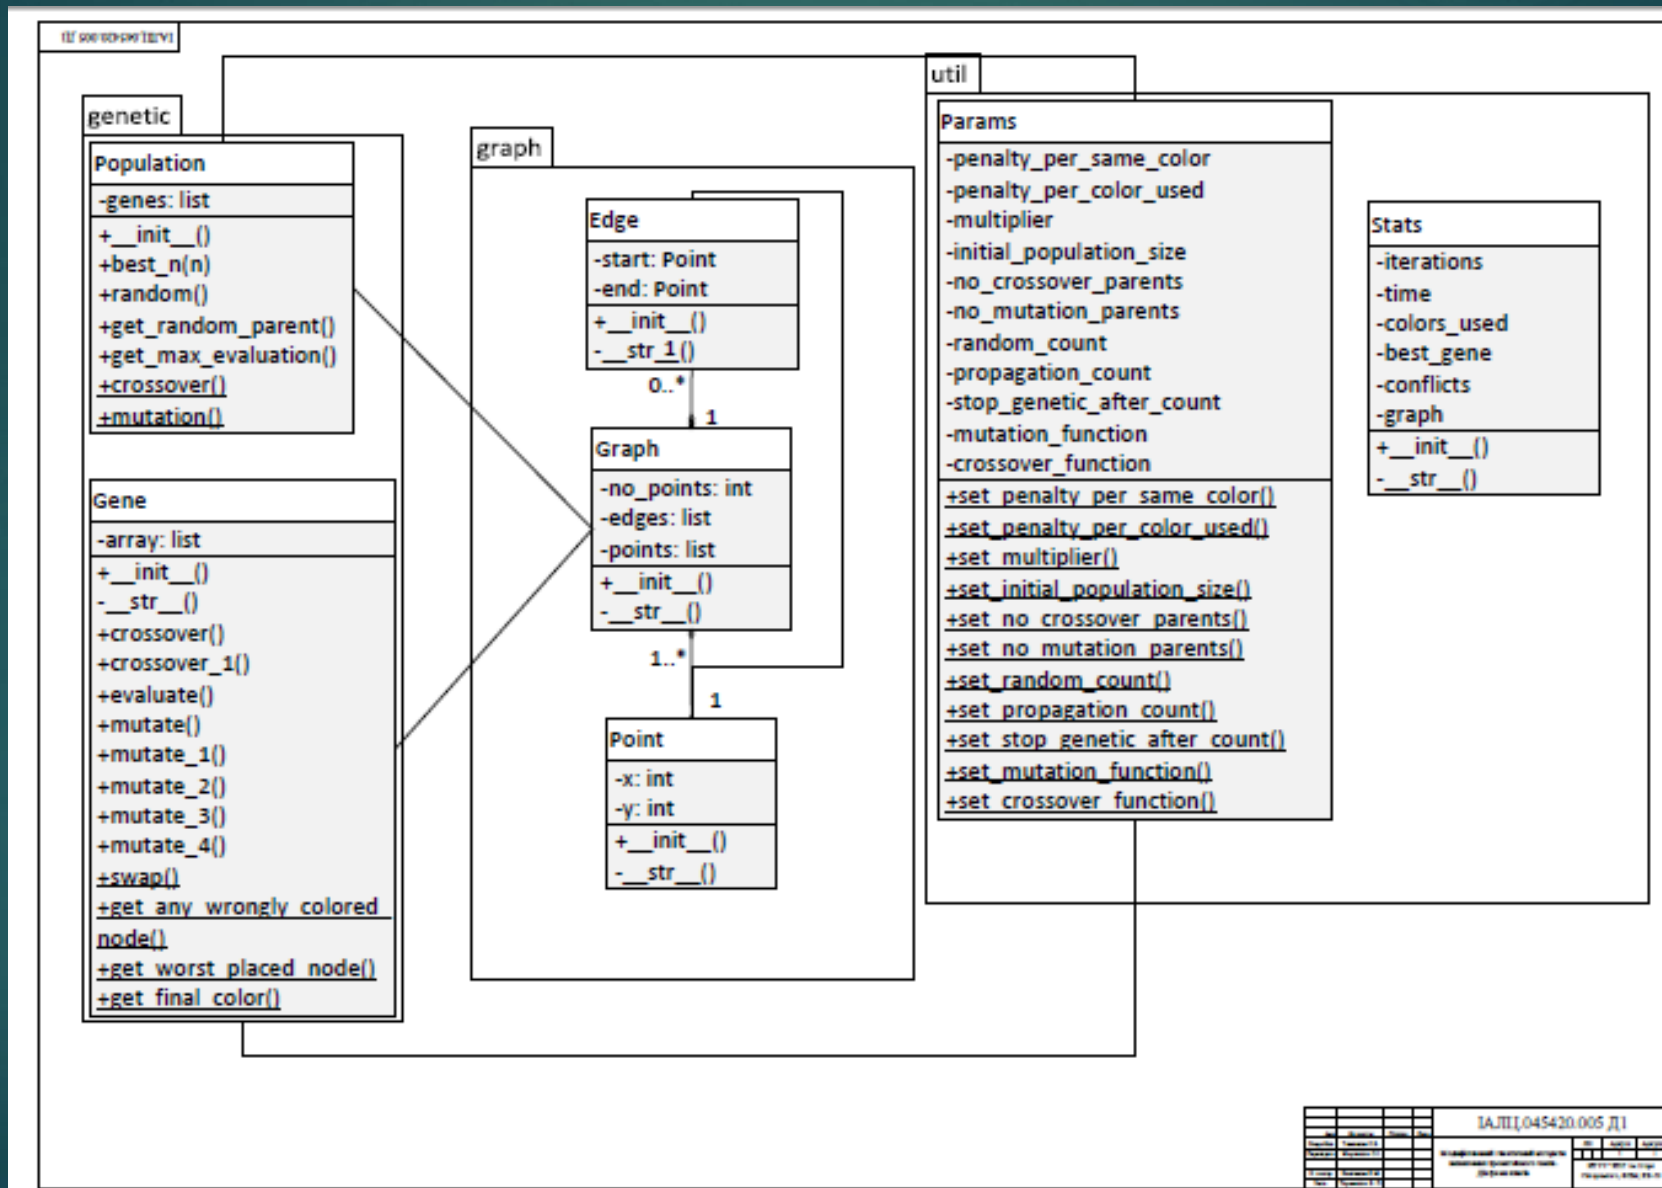 genetic
Population
-genes: list
+__init__()
+best_n(n)
+random()
+get_random_parent()
+get_max_evaluation()
+crossover()
+mutation()
Gene
-array: list
+__init__()
-__str__()
+crossover()
+crossover_1()
+evaluate()
+mutate()
+mutate_1()
+mutate_2()
+mutate_3()
+mutate_4()
+swap()
+get_any_wrongly_colored_
node()
+get_worst_placed_node()
+get_final_color()
graph
Edge
-start: Point
-end: Point
+__init__()
-__str_1()
0..*
1
Graph
-no_points: int
-edges: list
-points: list
+__init__()
-__str__()
1..*
1
Point
-x: int
-y: int
+__init__()
-__str__()
util
Params
-penalty_per_same_color
-penalty_per_color_used
-multiplier
-initial_population_size
-no_crossover_parents
-no_mutation_parents
-random_count
-propagation_count
-stop_genetic_after_count
-mutation_function
-crossover_function
+set_penalty_per_same_color()
+set_penalty_per_color_used()
+set_multiplier()
+set_initial_population_size()
+set_no_crossover_parents()
+set_no_mutation_parents()
+set_random_count()
+set_propagation_count()
+set_stop_genetic_after_count()
+set_mutation_function()
+set_crossover_function()
Stats
-iterations
-time
-colors_used
-best_gene
-conflicts
-graph
+__init__()
-__str__()
ІАЛЦ.045420.005 Д1